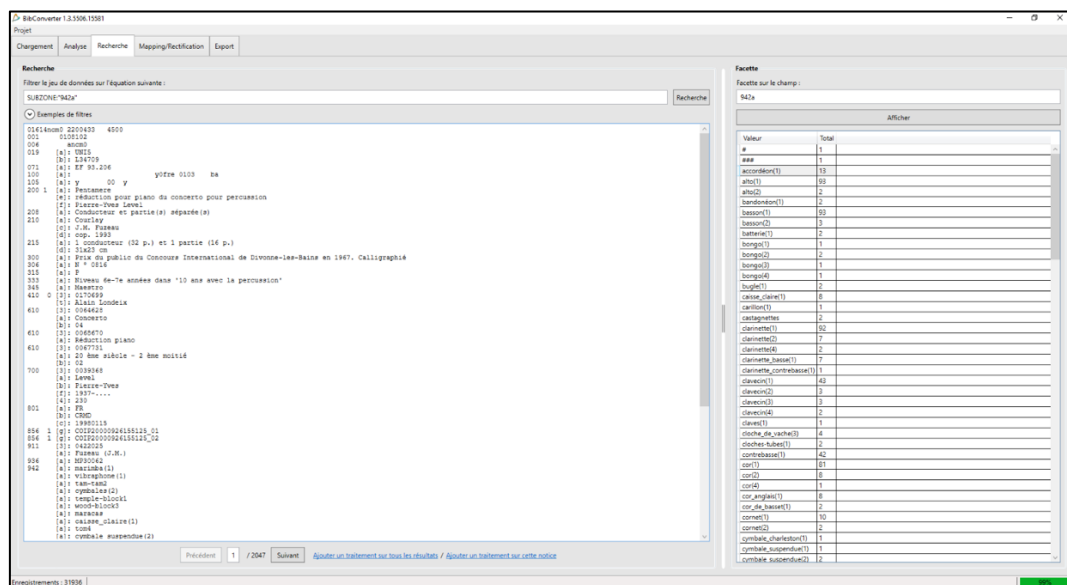 BibConverter 1.3.5506.15581
Projet
Chargement Analyse Recherche Mapping/Rectification Export
Recherche
Filtrer le jeu de données sur l'équation suivante :
SUBZONE:"942a" Recherche
Exemples de filtres
01614ncm0 2200433 4500
001 0108102
006 ancm0
019 [a]: UNI5
[b]: L34709
071 [a]: EF 93.206
100 [a]: y0fre 0103 ba
105 [a]: y 00 y
200 1 [a]: Pentamere
[e]: réduction pour piano du concerto pour percussion
[f]: Pierre-Yves Level
208 [a]: Conducteur et partie(s) séparée(s)
210 [a]: Courlay
[c]: J.M. Fuzeau
[d]: cop. 1993
215 [a]: 1 conducteur (32 p.) et 1 partie (16 p.)
[d]: 31x23 cm
300 [a]: Prix du public du Concours International de Divonne-les-Bains en 1967. Calligraphié
306 [a]: N ° 0816
315 [a]: P
333 [a]: Niveau 6e-7e années dans '10 ans avec la percussion'
345 [a]: Maestro
410 0 [3]: 0170699
[t]: Alain Londeix
610 [3]: 0064628
[a]: Concerto
[b]: 04
610 [3]: 0065670
[a]: Réduction piano
610 [3]: 0067731
[a]: 20 ème siècle - 2 ème moitié
[b]: 02
700 [3]: 0039368
[a]: Level
[b]: Pierre-Yves
[f]: 1937-....
[4]: 230
801 [a]: FR
[b]: CRMD
[c]: 19980115
856 1 [g]: COIP20000926155125_01
856 1 [g]: COIP20000926155125_02
911 [3]: 0422025
[a]: Fuzeau (J.M.)
936 [a]: MP30062
942 [a]: marimba(1)
[a]: vibraphone(1)
[a]: tam-tam2
[a]: cymbales(2)
[a]: temple-block1
[a]: wood-block3
[a]: maracas
[a]: caisse_claire(1)
[a]: tom4
[a]: cymbale suspendue(2)
Précédent 1 / 2047 Suivant Ajouter un traitement sur tous les résultats / Ajouter un traitement sur cette notice
Facette
Facette sur le champ :
942a
Afficher
Valeur Total
# 1
### 1
accordéon(1) 13
alto(1) 93
alto(2) 2
bandonéon(1) 2
basson(1) 93
basson(2) 3
batterie(1) 2
bongo(1) 1
bongo(2) 2
bongo(3) 1
bongo(4) 1
bugle(1) 2
caisse_claire(1) 8
carillon(1) 1
castagnettes 2
clarinette(1) 92
clarinette(2) 7
clarinette(4) 2
clarinette_basse(1) 7
clarinette_contrebasse(1) 1
clavecin(1) 43
clavecin(2) 3
clavecin(3) 3
clavecin(4) 2
claves(1) 1
cloche_de_vache(3) 4
cloches-tubes(1) 2
contrebasse(1) 42
cor(1) 81
cor(2) 8
cor(4) 1
cor_anglais(1) 8
cor_de_basset(1) 2
cornet(1) 10
cornet(2) 2
cymbale_charleston(1) 1
cymbale_suspendue(1) 1
cymbale_suspendue(2) 2
Enregistrements : 31936 99%